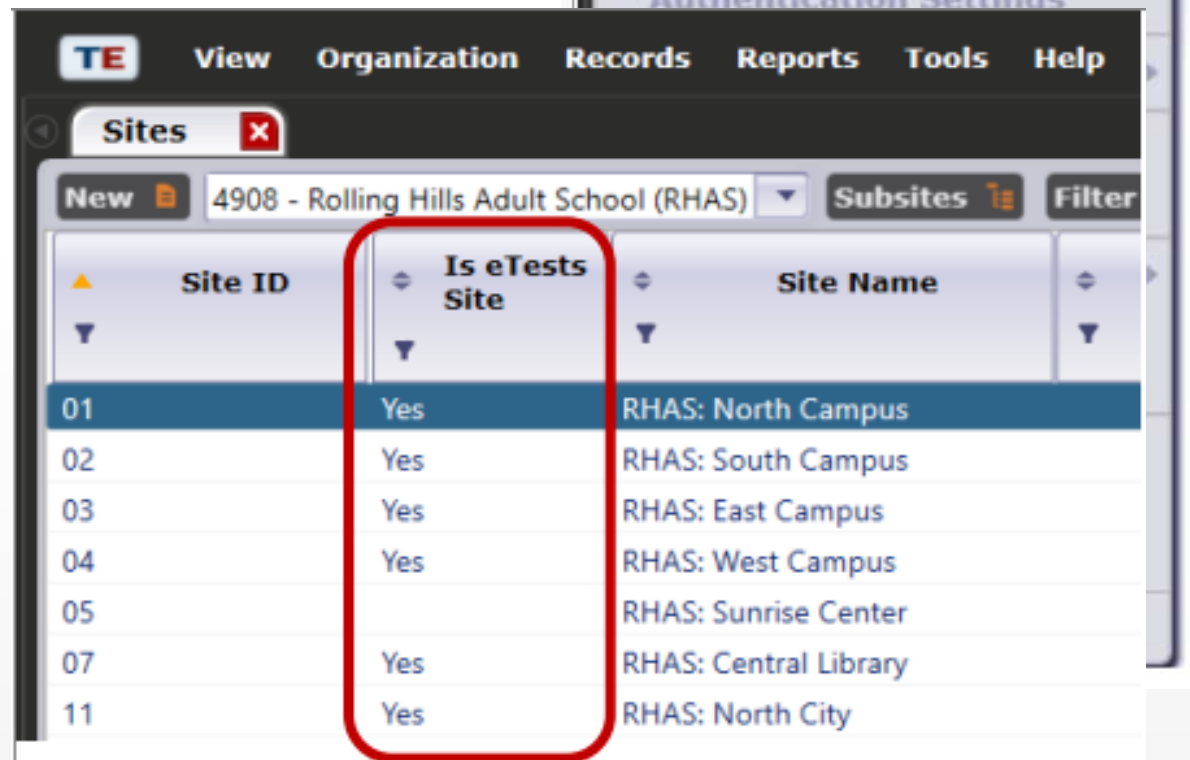 Authentication Settings
TE View Organization Records Reports Tools Help
Sites
New 4908 - Rolling Hills Adult School (RHAS) Subsites Filter
Site ID Is eTests Site Site Name
01 Yes RHAS: North Campus
02 Yes RHAS: South Campus
03 Yes RHAS: East Campus
04 Yes RHAS: West Campus
05 RHAS: Sunrise Center
07 Yes RHAS: Central Library
11 Yes RHAS: North City